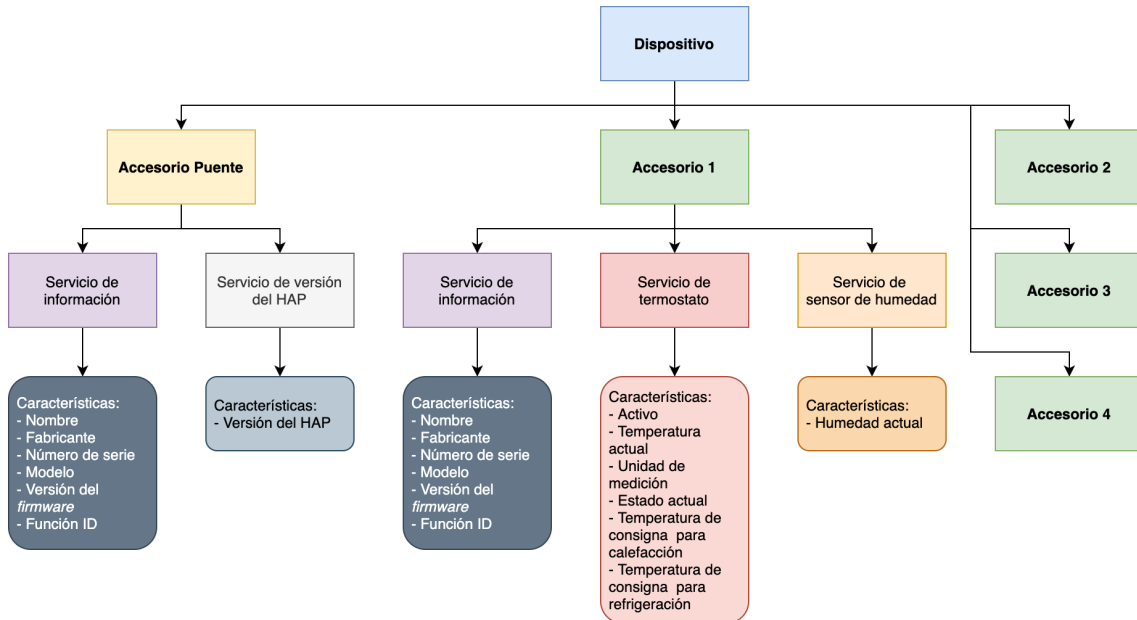 Dispositivo
Accesorio Puente
Accesorio 1
Accesorio 2
Servicio de
información
Servicio de versión
del HAP
Servicio de
información
Servicio de
termostato
Servicio de
sensor de humedad
Accesorio 3
Características:
- Nombre
- Fabricante
- Número de serie
- Modelo
- Versión del
firmware
- Función ID
Características:
- Versión del HAP
Características:
- Nombre
- Fabricante
- Número de serie
- Modelo
- Versión del
firmware
- Función ID
Características:
- Activo
- Temperatura
actual
- Unidad de
medición
- Estado actual
- Temperatura de
consigna para
calefacción
- Temperatura de
consigna para
refrigeración
Características:
- Humedad actual
Accesorio 4